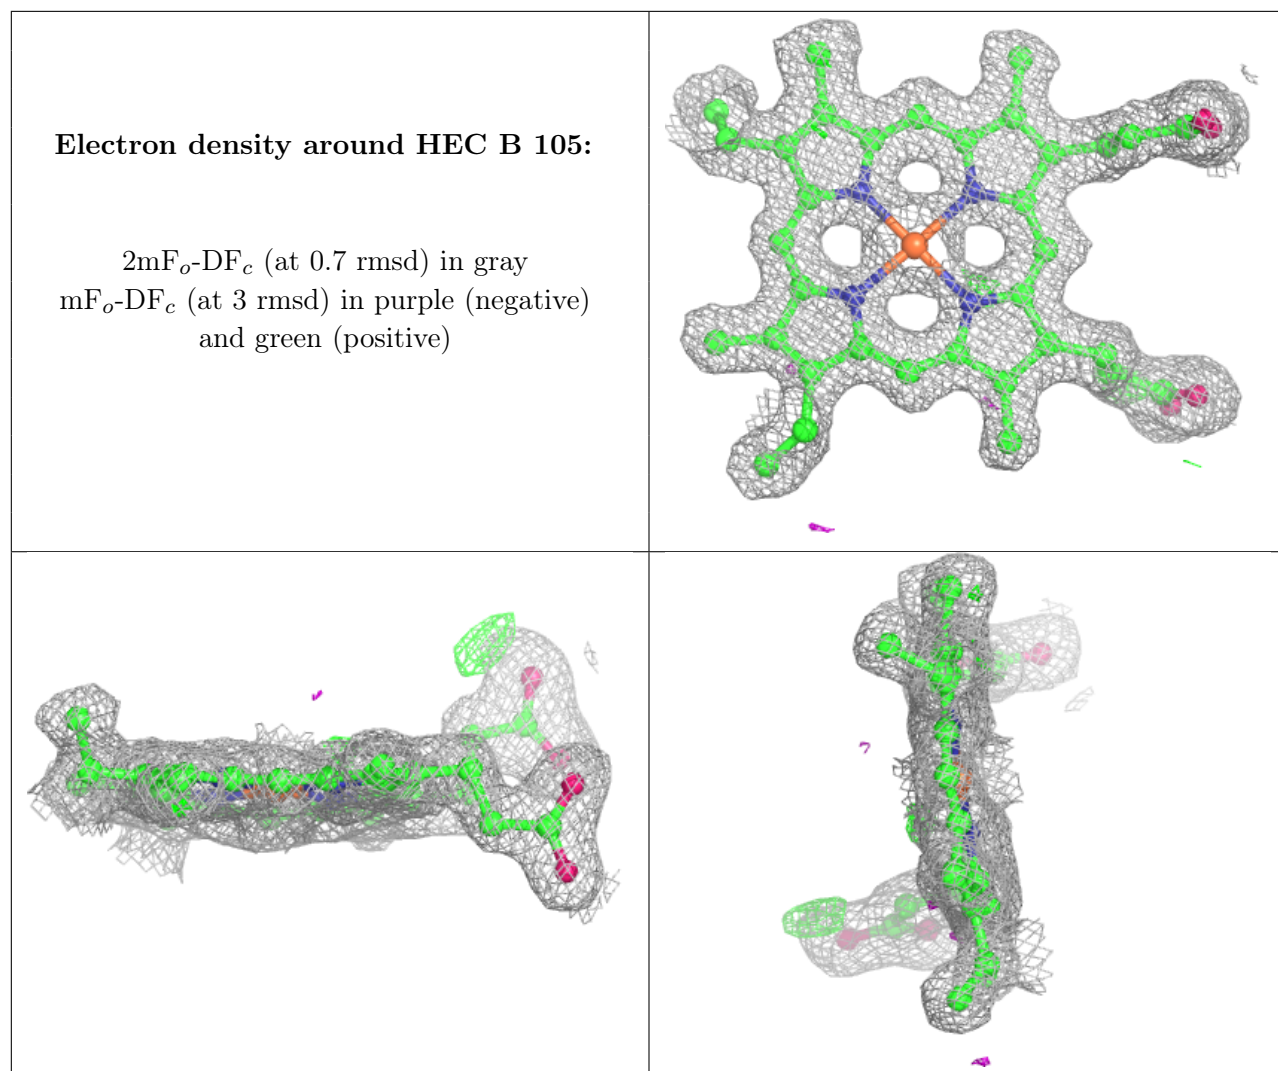 Electron density around HEC B 105:
2mFₒ-DF𝑐 (at 0.7 rmsd) in gray
mFₒ-DF𝑐 (at 3 rmsd) in purple (negative)
and green (positive)